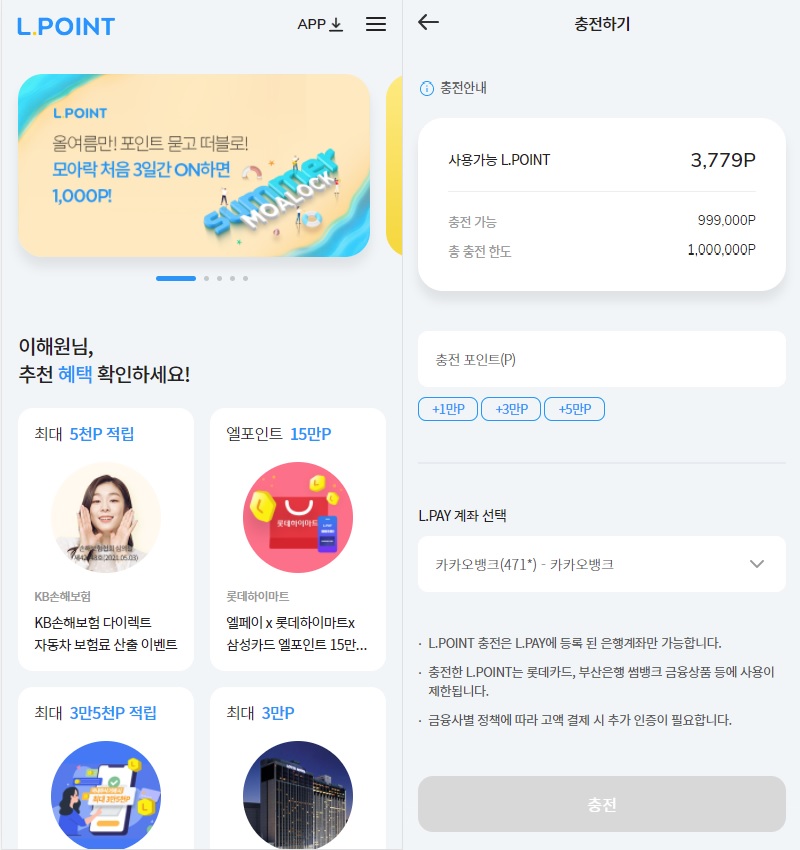 L.POINT
APP
L POINT
올여름만! 포인트 묻고 떠블로!
모아락 처음 3일간 ON하면
1,000P!
summer
MOALOCK
이해원님,
추천 혜택 확인하세요!
최대 5천P 적립
KB손해보험
KB손해보험 다이렉트
자동차 보험료 산출 이벤트
엘포인트 15만P
롯데하이마트
롯데하이마트
엘페이 x 롯데하이마트x
삼성카드 엘포인트 15만...
최대 3만5천P 적립
최대 3만5천P
최대 3만P
충전하기
충전안내
사용가능 L.POINT 3,779P
충전 가능 999,000P
총 충전 한도 1,000,000P
충전 포인트(P)
+1만P +3만P +5만P
L.PAY 계좌 선택
카카오뱅크(471*) - 카카오뱅크
· L.POINT 충전은 L.PAY에 등록 된 은행계좌만 가능합니다.
· 충전한 L.POINT는 롯데카드, 부산은행 썸뱅크 금융상품 등에 사용이
제한됩니다.
· 금융사별 정책에 따라 고액 결제 시 추가 인증이 필요합니다.
충전